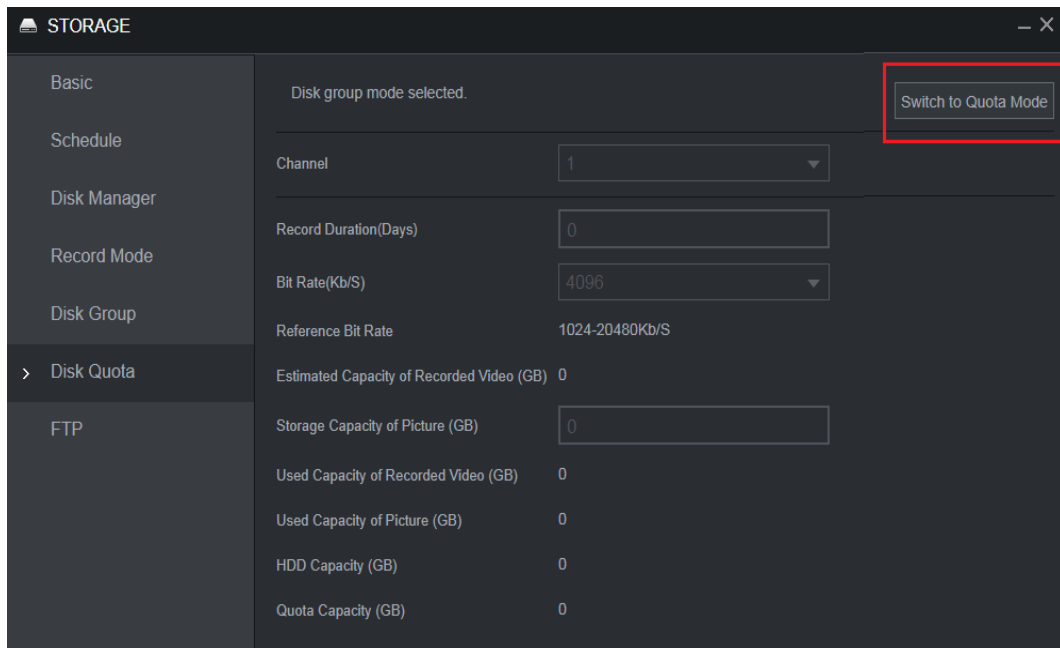 STORAGE
Basic
Schedule
Disk Manager
Record Mode
Disk Group
Disk Quota
FTP
Disk group mode selected.
Switch to Quota Mode
Channel 1
Record Duration(Days) 0
Bit Rate(Kb/S) 4096
Reference Bit Rate 1024-20480Kb/S
Estimated Capacity of Recorded Video (GB) 0
Storage Capacity of Picture (GB) 0
Used Capacity of Recorded Video (GB) 0
Used Capacity of Picture (GB) 0
HDD Capacity (GB) 0
Quota Capacity (GB) 0